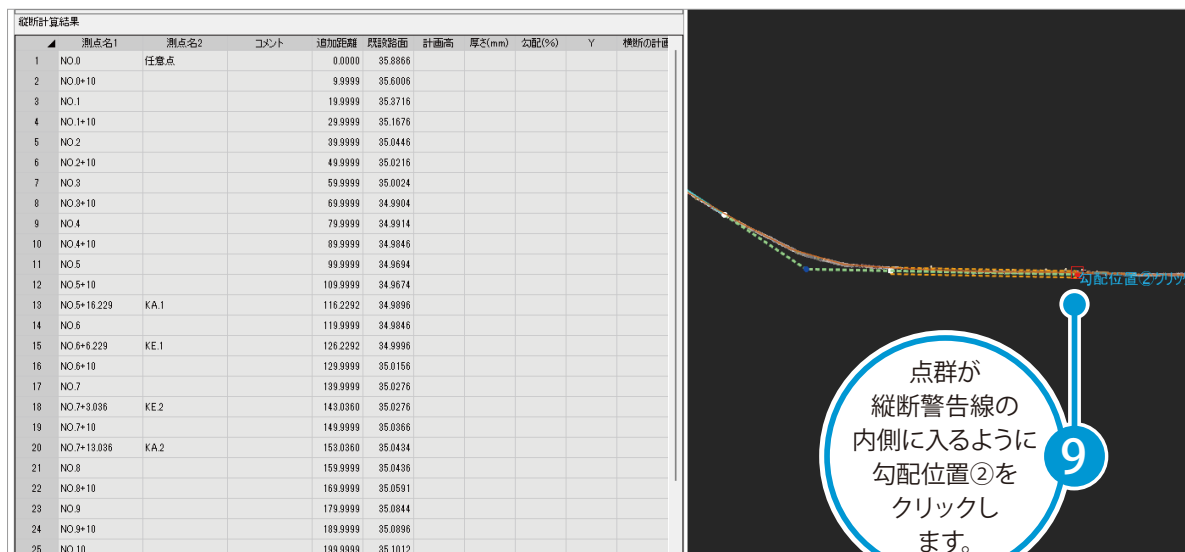 縦断計算結果
測点名1 測点名2 コメント 追加距離 既設路面 計画高 厚さ(mm) 勾配(%) Y 横断の計画
1 NO.0 任意点 0.0000 35.8866
2 NO.0+10 9.9999 35.6006
3 NO.1 19.9999 35.3716
4 NO.1+10 29.9999 35.1676
5 NO.2 39.9999 35.0446
6 NO.2+10 49.9999 35.0216
7 NO.3 59.9999 35.0024
8 NO.3+10 69.9999 34.9904
9 NO.4 79.9999 34.9914
10 NO.4+10 89.9999 34.9846
11 NO.5 99.9999 34.9694
12 NO.5+10 109.9999 34.9674
13 NO.5+16.229 KA.1 116.2292 34.9896
14 NO.6 119.9999 34.9846
15 NO.6+6.229 KE.1 126.2292 34.9996
16 NO.6+10 129.9999 35.0156
17 NO.7 139.9999 35.0276
18 NO.7+3.036 KE.2 143.0360 35.0276
19 NO.7+10 149.9999 35.0366
20 NO.7+13.036 KA.2 153.0360 35.0434
21 NO.8 159.9999 35.0436
22 NO.8+10 169.9999 35.0591
23 NO.9 179.9999 35.0844
24 NO.9+10 189.9999 35.0896
25 NO.10 199.9999 35.1012
勾配位置②クリッ
点群が
縦断警告線の
内側に入るように
勾配位置②を
クリックし
ます。
9